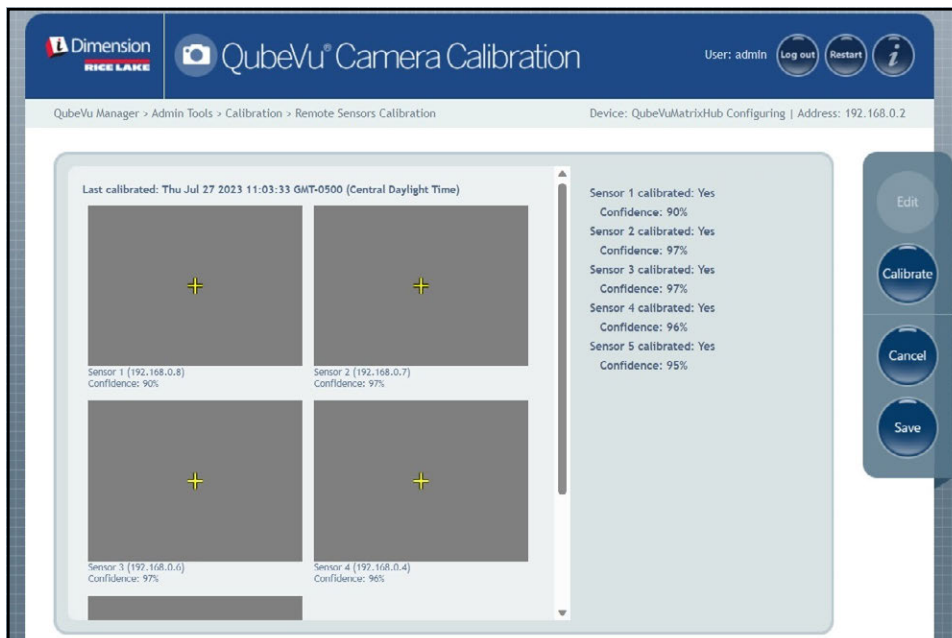 iDimension
RICE LAKE
QubeVu® Camera Calibration
User: admin
Log out
Restart
i
QubeVu Manager > Admin Tools > Calibration > Remote Sensors Calibration
Device: QubeVuMatrixHub Configuring | Address: 192.168.0.2
Last calibrated: Thu Jul 27 2023 11:03:33 GMT-0500 (Central Daylight Time)
Sensor 1 (192.168.0.8)
Confidence: 90%
Sensor 2 (192.168.0.7)
Confidence: 97%
Sensor 3 (192.168.0.6)
Confidence: 97%
Sensor 4 (192.168.0.4)
Confidence: 96%
Sensor 1 calibrated: Yes
Confidence: 90%
Sensor 2 calibrated: Yes
Confidence: 97%
Sensor 3 calibrated: Yes
Confidence: 97%
Sensor 4 calibrated: Yes
Confidence: 96%
Sensor 5 calibrated: Yes
Confidence: 95%
Edit
Calibrate
Cancel
Save